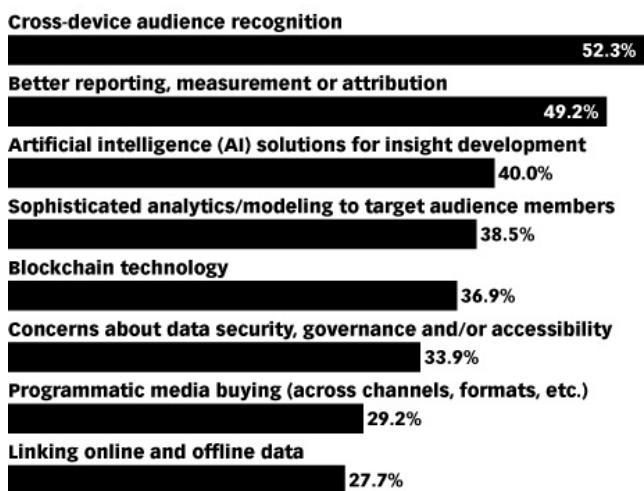 Cross-device audience recognition
52.3%
Better reporting, measurement or attribution
49.2%
Artificial intelligence (AI) solutions for insight development
40.0%
Sophisticated analytics/modeling to target audience members
38.5%
Blockchain technology
36.9%
Concerns about data security, governance and/or accessibility
33.9%
Programmatic media buying (across channels, formats, etc.)
29.2%
Linking online and offline data
27.7%